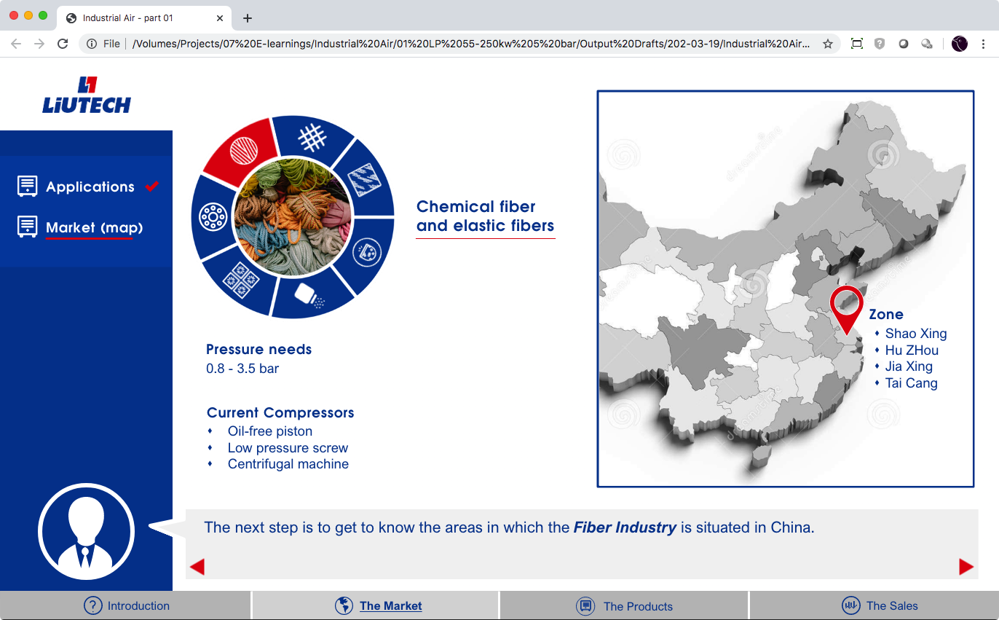 Industrial Air - part 01
File
/Volumes/Projects/07%20E-learnings/Industrial%20Air/01%20LP%2055-250kw%205%20bar/Output%20Drafts/202-03-19/Industrial%20Air...
LiUTECH
Applications
Market (map)
Chemical fiber
and elastic fibers
Pressure needs
0.8 - 3.5 bar
Current Compressors
♦ Oil-free piston
♦ Low pressure screw
♦ Centrifugal machine
Zone
♦ Shao Xing
♦ Hu ZHou
♦ Jia Xing
♦ Tai Cang
dreamstime
dreamstime
dreamstime
dreamstime
The next step is to get to know the areas in which the Fiber Industry is situated in China.
? Introduction
The Market
The Products
The Sales